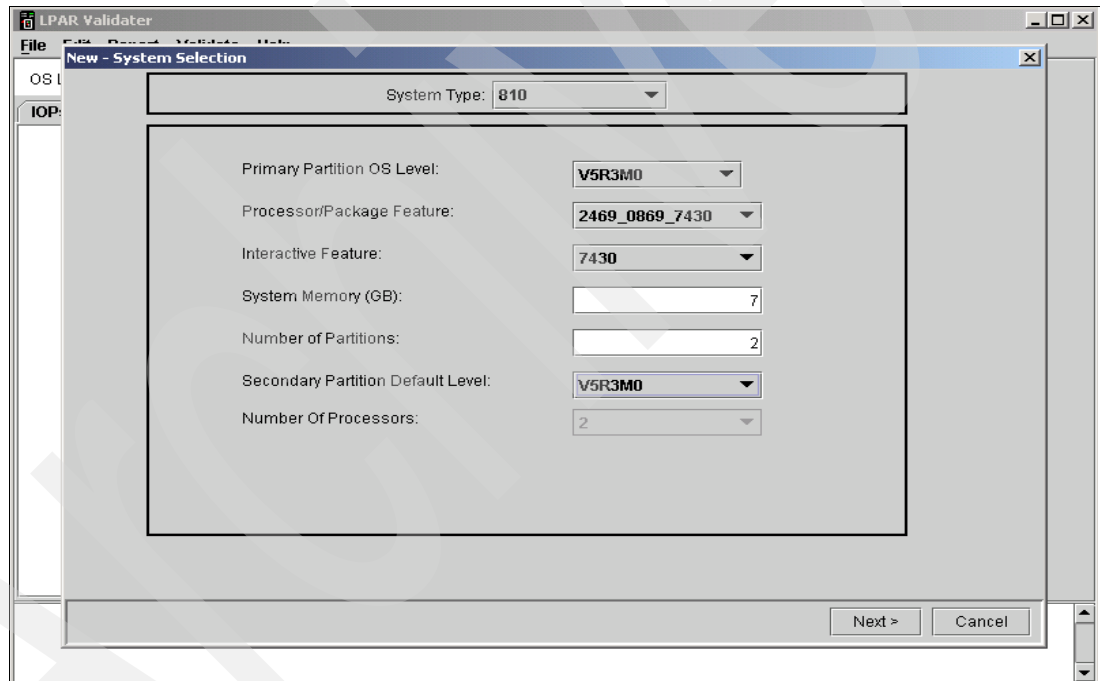 LPAR Validater
File
New - System Selection
OS L
IOP
System Type: 810
Primary Partition OS Level: V5R3M0
Processor/Package Feature: 2469_0869_7430
Interactive Feature: 7430
System Memory (GB): 7
Number of Partitions: 2
Secondary Partition Default Level: V5R3M0
Number Of Processors: 2
Next > Cancel